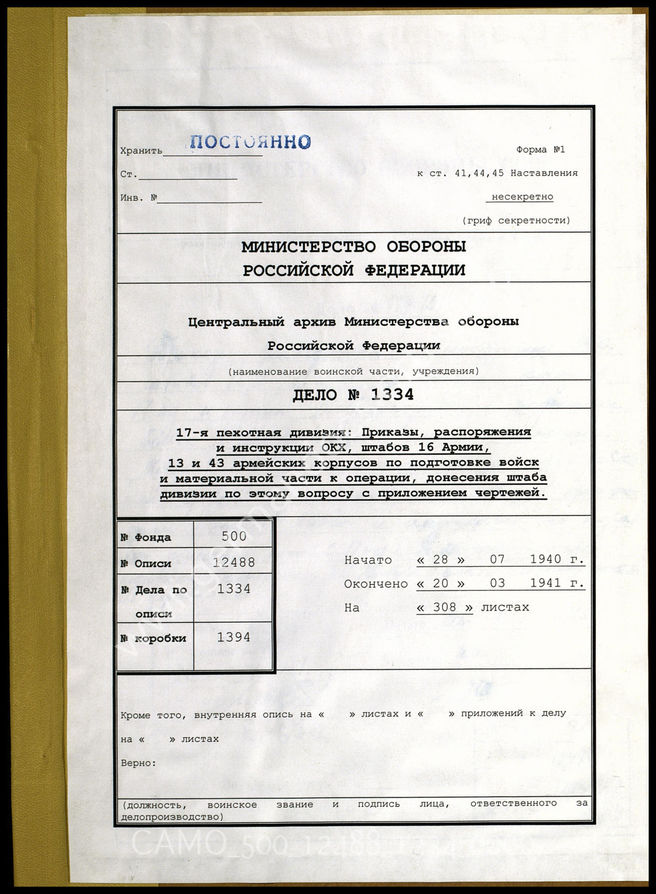 Хранить ПОСТОЯННО
Форма №1
Ст.
к ст. 41,44,45 Наставления
Инв. №
несекретно
(гриф секретности)
МИНИСТЕРСТВО ОБОРОНЫ
РОССИЙСКОЙ ФЕДЕРАЦИИ
Центральный архив Министерства обороны
Российской Федерации
(наименование воинской части, учреждения)
ДЕЛО № 1334
17-я пехотная дивизия: Приказы, распоряжения
и инструкции ОКХ, штабов 16 Армии,
13 и 43 армейских корпусов по подготовке войск
и материальной части к операции, донесения штаба
дивизии по этому вопросу с приложением чертежей.
№ Фонда 500
№ Описи 12488
№ Дела по описи 1334
№ коробки 1394
Начато « 28 » 07 1940 г.
Окончено « 20 » 03 1941 г.
На « 308 » листах
Кроме того, внутренняя опись на « » листах и « » приложений к делу
на « » листах
Верно:
(должность, воинское звание и подпись лица, ответственного за
делопроизводство)